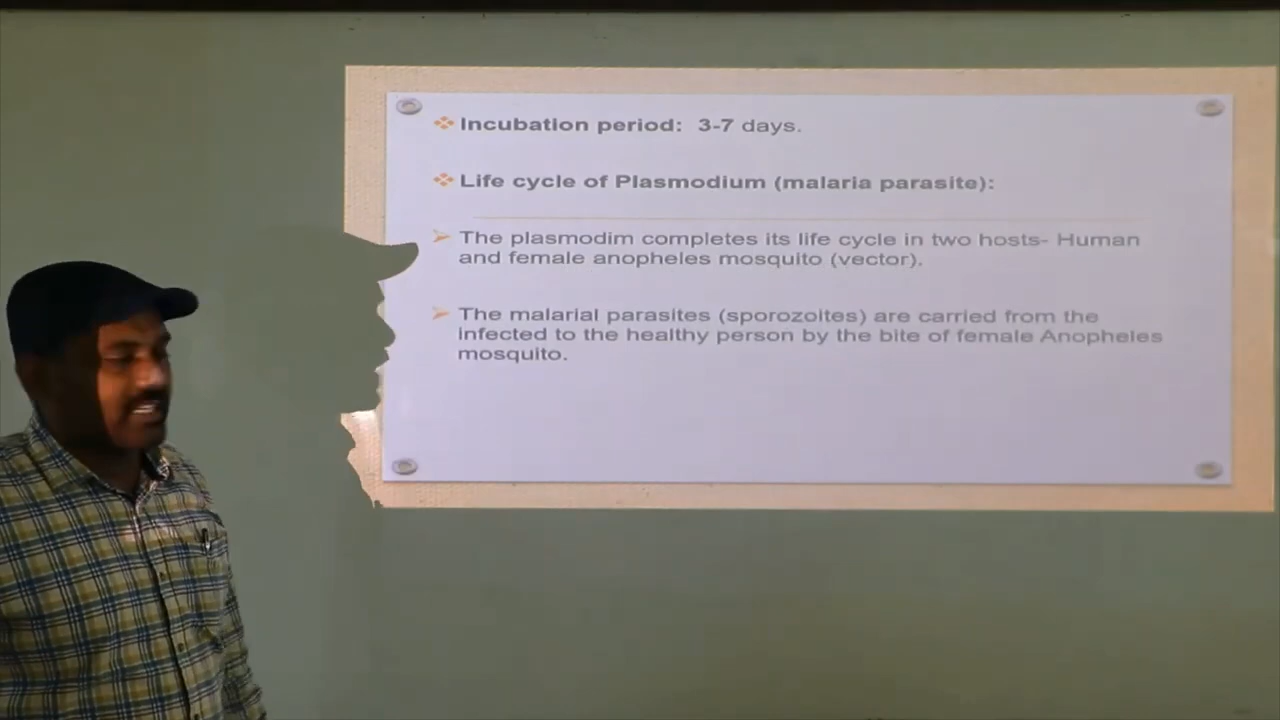 Incubation period: 3-7 days.
Life cycle of Plasmodium (malaria parasite):
The plasmodim completes its life cycle in two hosts- Human
and female anopheles mosquito (vector).
The malarial parasites (sporozoites) are carried from the
infected to the healthy person by the bite of female Anopheles
mosquito.